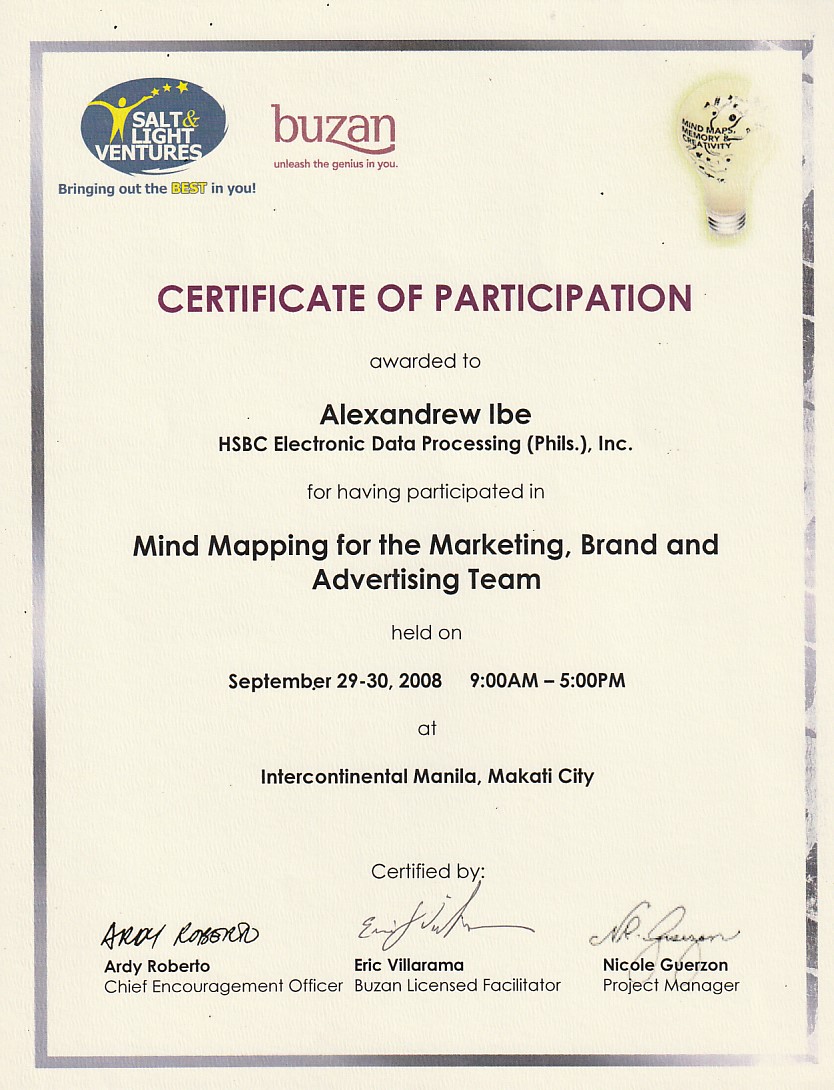 SALT &
LIGHT
VENTURES
Bringing out the BEST in you!
buzan
unleash the genius in you.
MIND MAPS,
MEMORY &
CREATIVITY
CERTIFICATE OF PARTICIPATION
awarded to
Alexandrew Ibe
HSBC Electronic Data Processing (Phils.), Inc.
for having participated in
Mind Mapping for the Marketing, Brand and
Advertising Team
held on
September 29-30, 2008 9:00AM – 5:00PM
at
Intercontinental Manila, Makati City
Certified by:
ARDY ROBERTO
Ardy Roberto
Chief Encouragement Officer
Eric Villarama
Buzan Licensed Facilitator
N.R. Guerzon
Nicole Guerzon
Project Manager